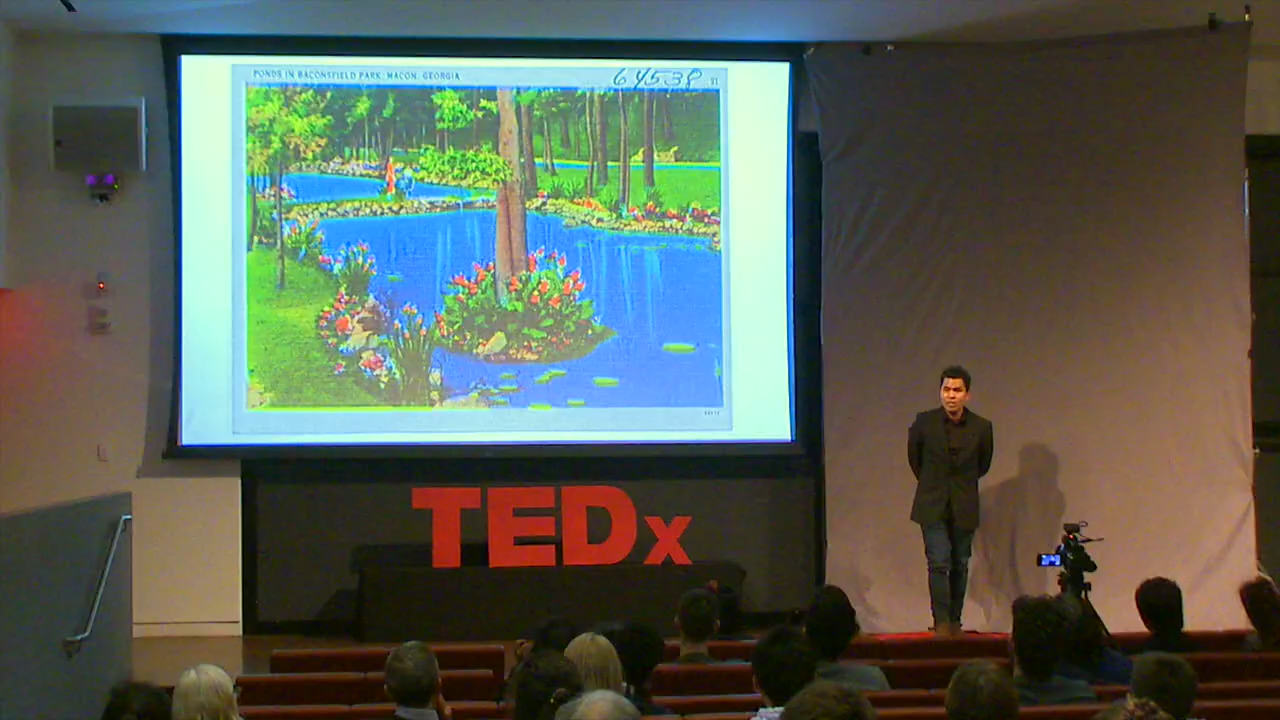 PONDS IN BACONSFIELD PARK, MACON, GEORGIA
64538
TEDx